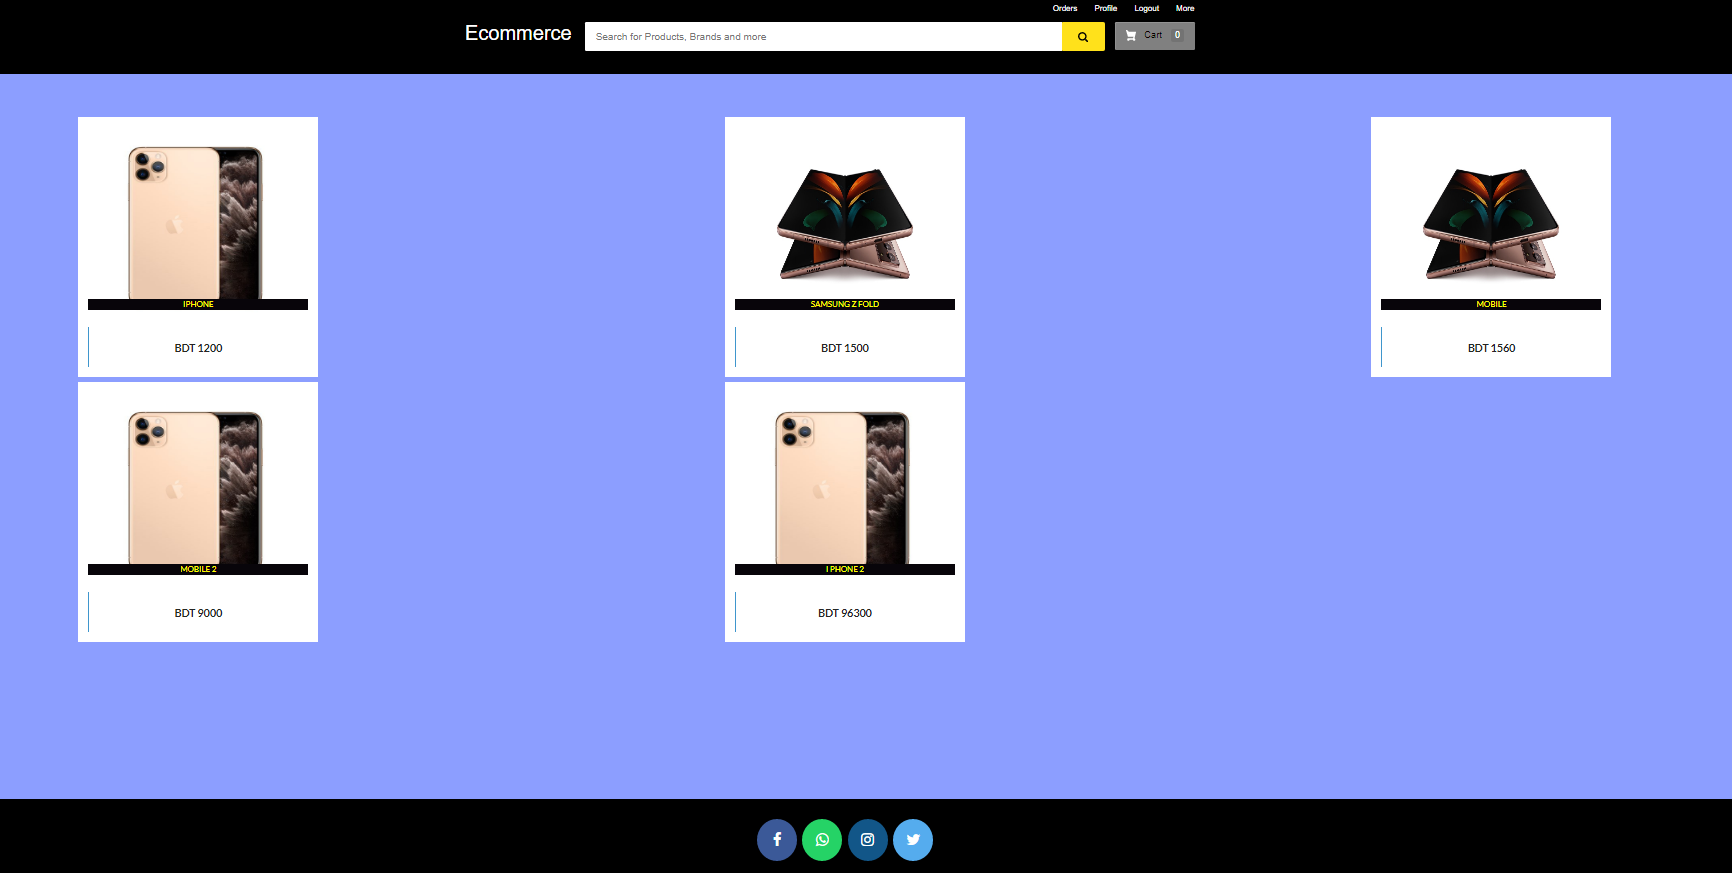 Orders Profile Logout More
Ecommerce
Search for Products, Brands and more
Cart 0
IPHONE
BDT 1200
SAMSUNG Z FOLD
BDT 1500
MOBILE
BDT 1560
MOBILE 2
BDT 9000
I PHONE 2
BDT 96300